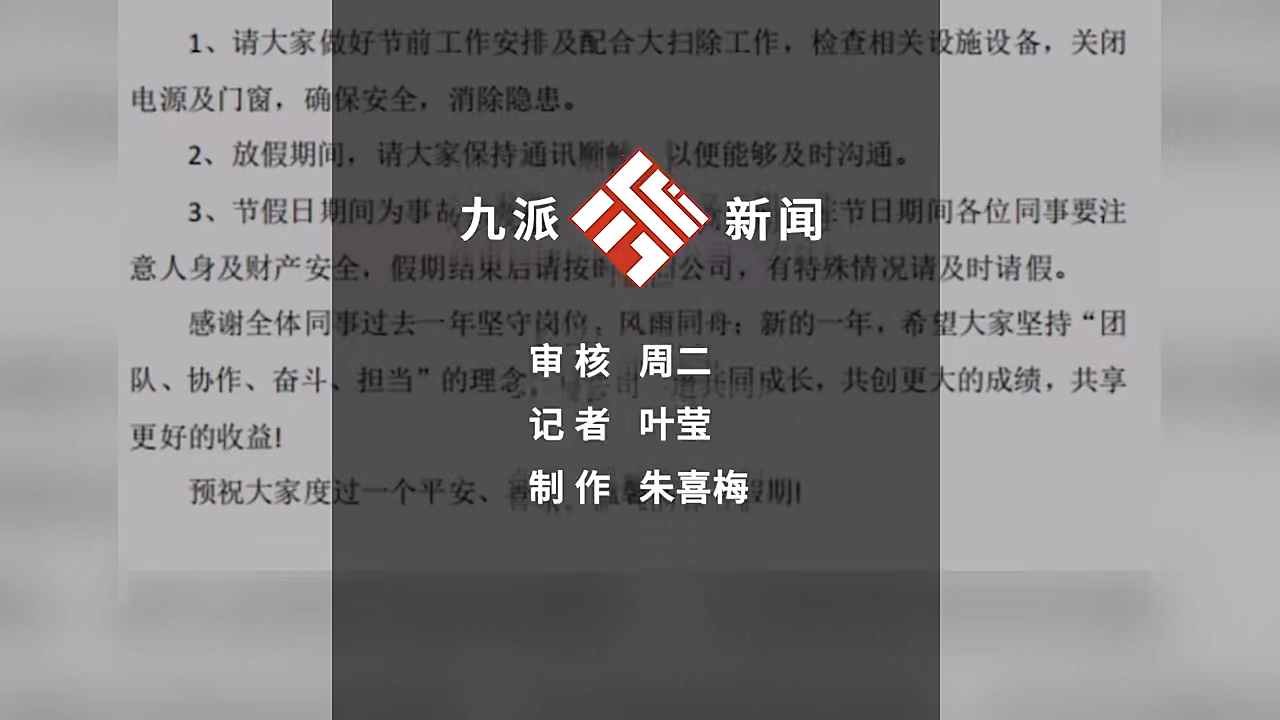 1、请大家做好节前工作安排及配合大扫除工作，检查相关设施设备，关闭
电源及门窗，确保安全，消除隐患。
2、放假期间，请大家保持通讯顺 以便能够及时沟通。
3、节假日期间为事故 节日期间各位同事要注
意人身及财产安全，假期结束后请按时 公司，有特殊情况请及时请假。
感谢全体同事过去一年坚守岗位，风雨同舟；新的一年，希望大家坚持“团
队、协作、奋斗、担当”的理念， 共同成长，共创更大的成绩，共享
更好的收益！
预祝大家度过一个平安、 假期！
九派 新闻
审核 周二
记者 叶莹
制作 朱喜梅